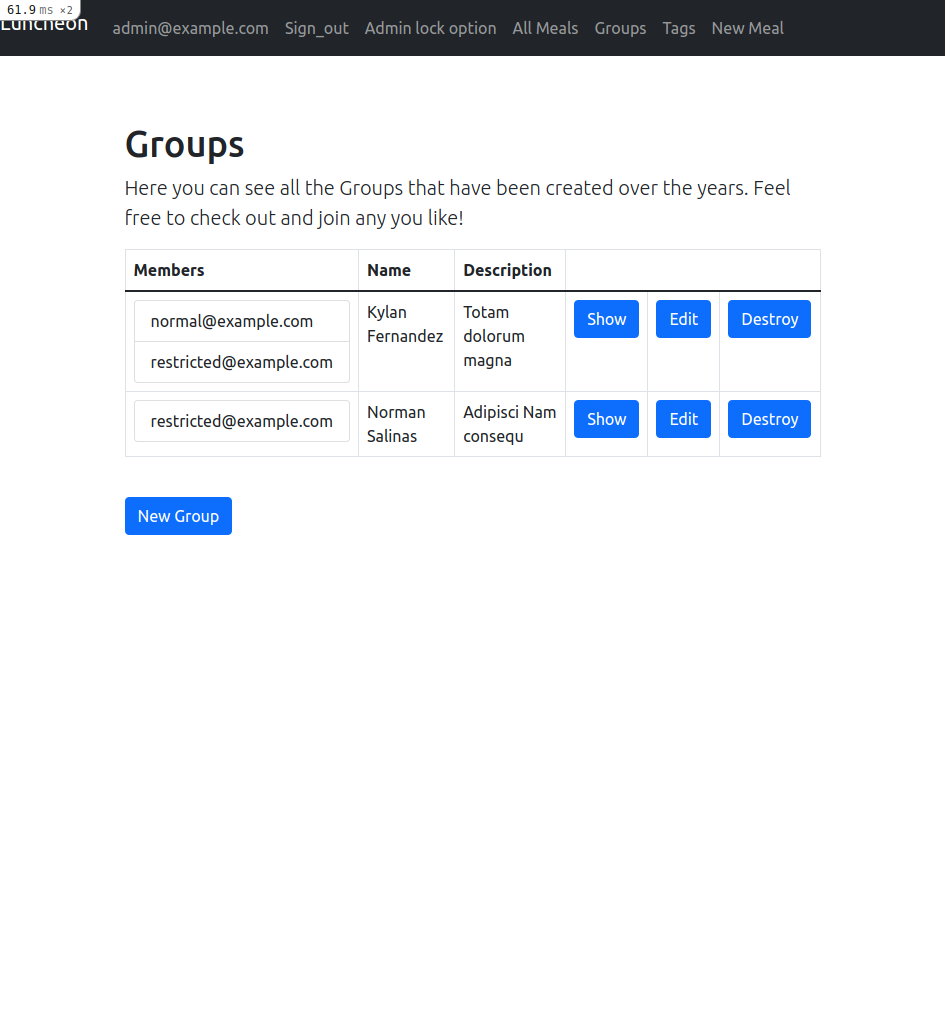 61.9 ms ×2
Luncheon admin@example.com Sign_out Admin lock option All Meals Groups Tags New Meal
Groups
Here you can see all the Groups that have been created over the years. Feel
free to check out and join any you like!
Members Name Description
normal@example.com
restricted@example.com
Kylan
Fernandez
Totam
dolorum
magna
Show Edit Destroy
restricted@example.com
Norman
Salinas
Adipisci Nam
consequ
Show Edit Destroy
New Group